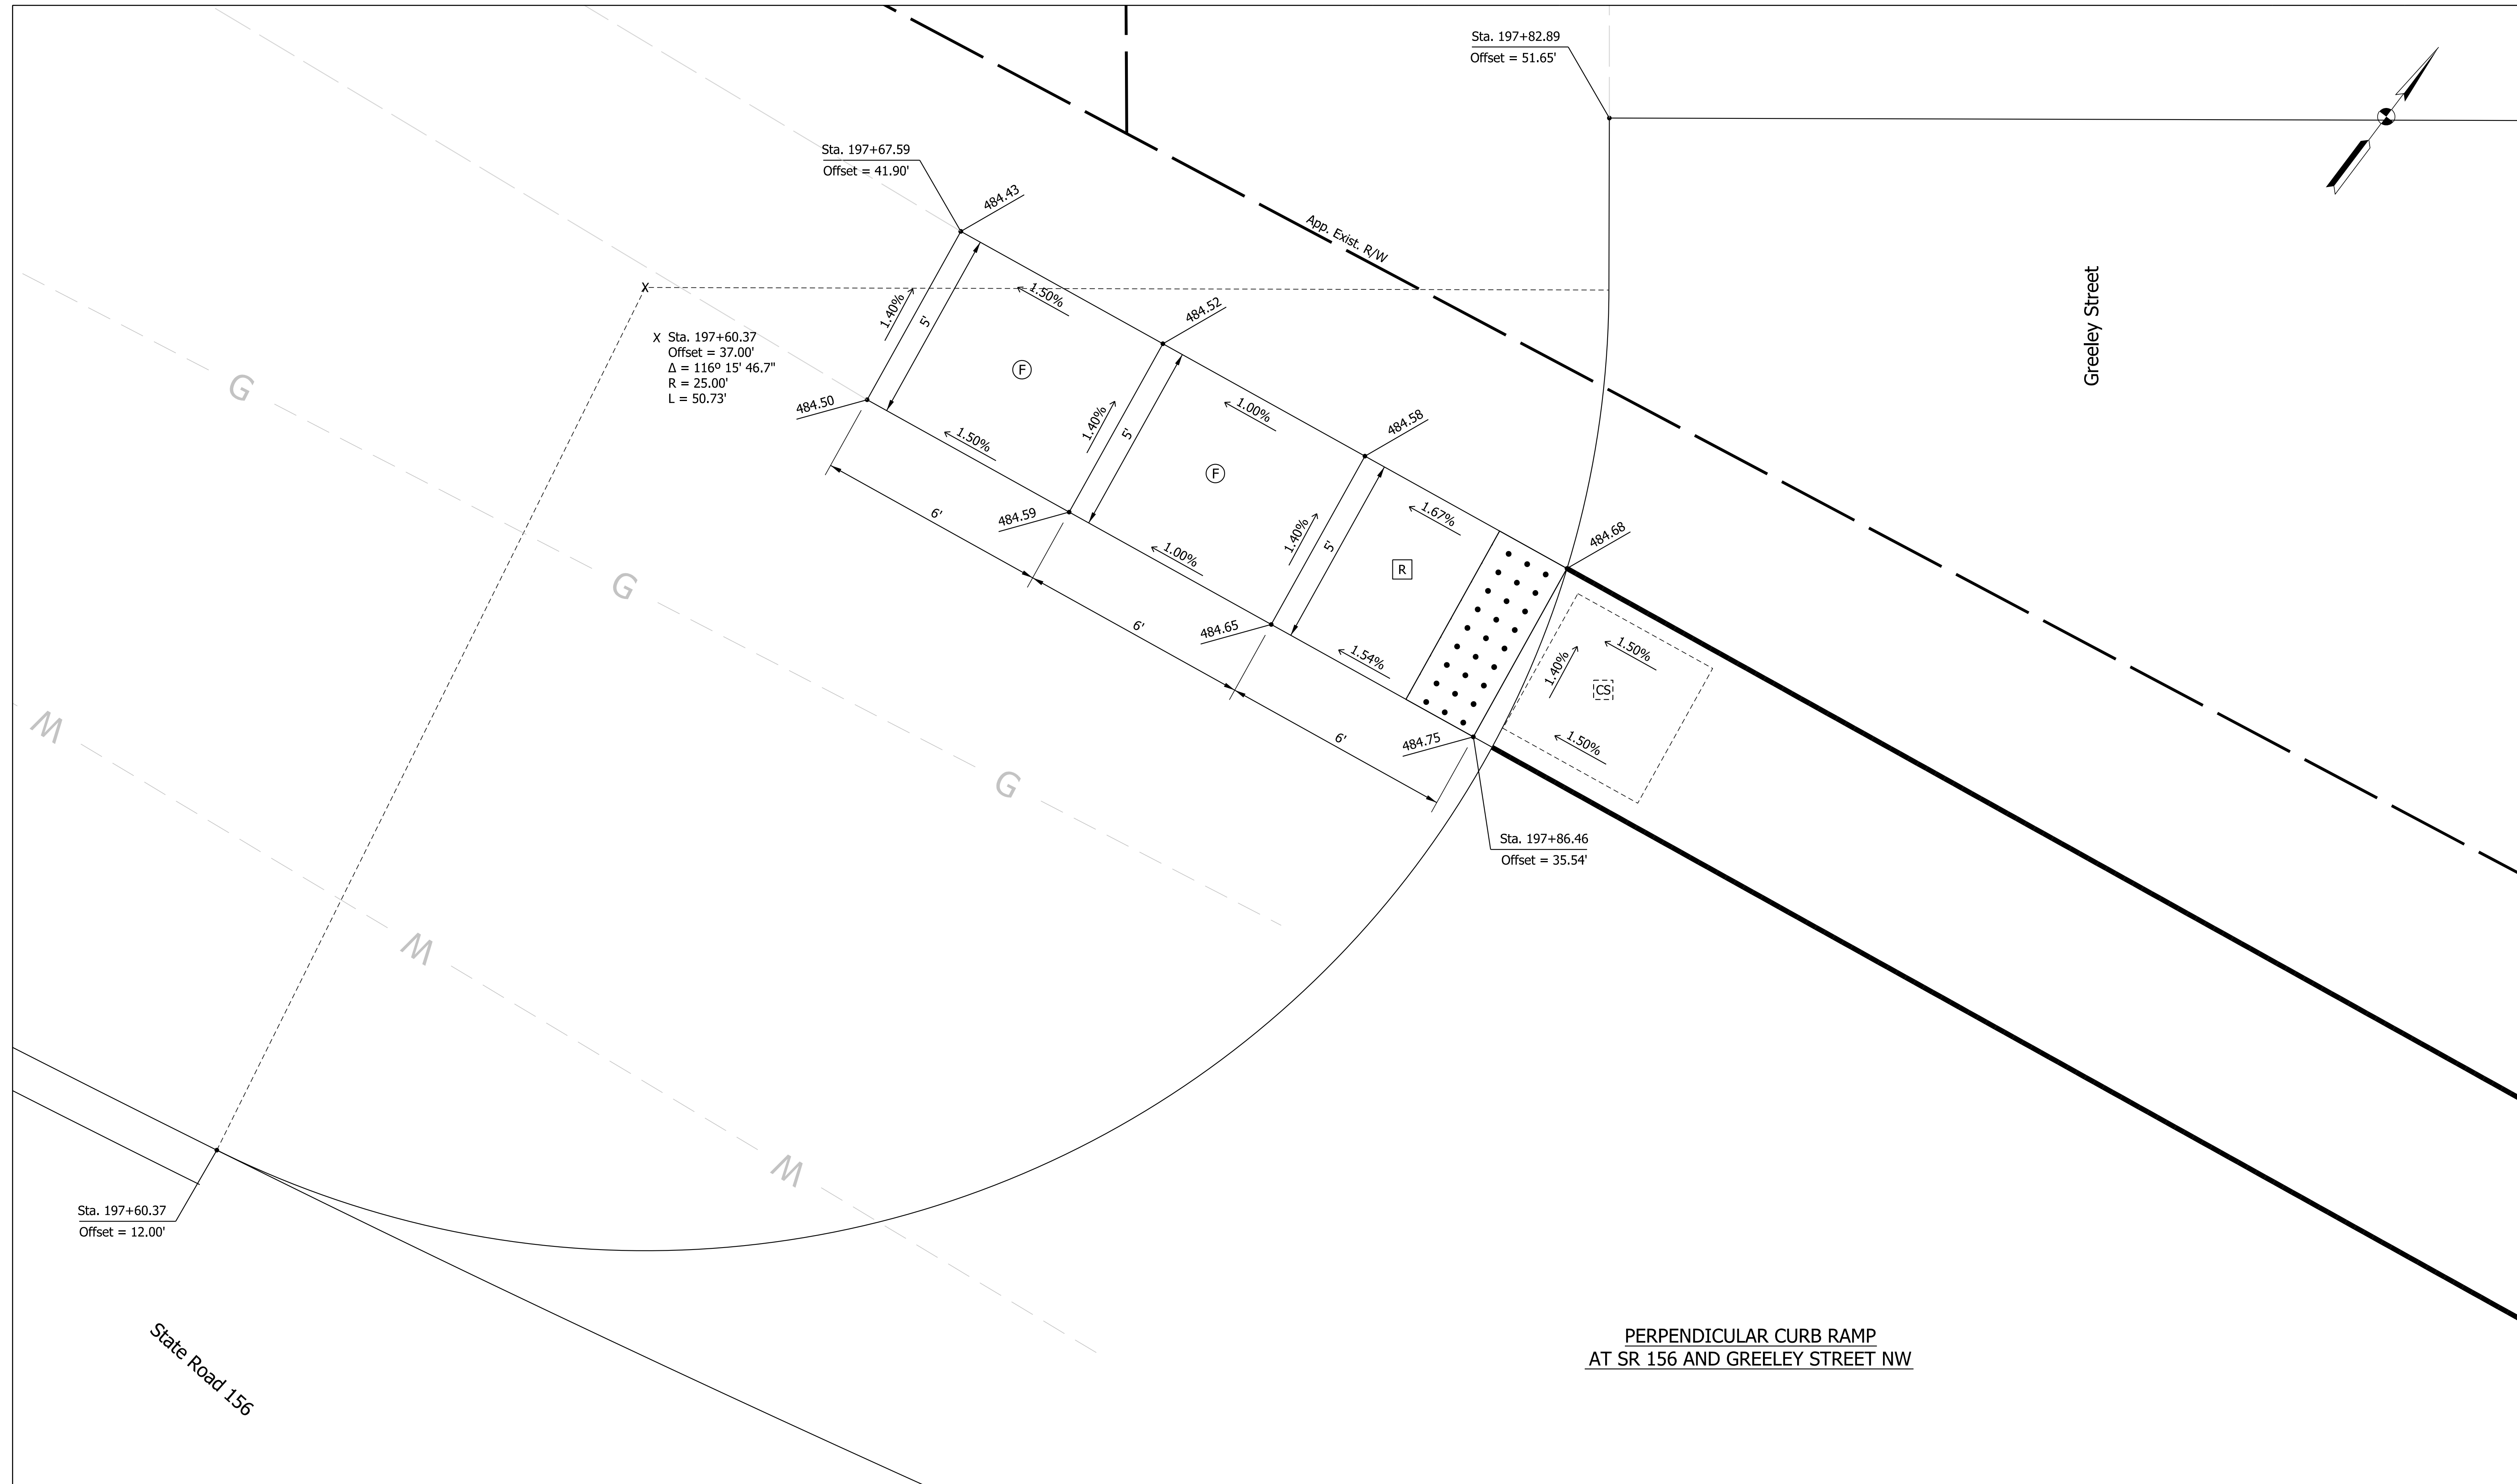 Sta. 197+82.89
Offset = 51.65'
Sta. 197+67.59
Offset = 41.90'
484.43
App. Exist. R/W
Greeley Street
1.40%
5'
1.50%
484.52
X
X Sta. 197+60.37
Offset = 37.00'
Δ = 116º 15' 46.7"
R = 25.00'
L = 50.73'
F
G
484.50
1.50%
1.40%
5'
1.00%
484.58
F
6'
484.59
1.00%
1.40%
5'
1.67%
484.68
R
G
6'
484.65
1.54%
1.40%
1.50%
CS
1.50%
W
G
6'
484.75
Sta. 197+86.46
Offset = 35.54'
W
W
Sta. 197+60.37
Offset = 12.00'
State Road 156
PERPENDICULAR CURB RAMP
AT SR 156 AND GREELEY STREET NW